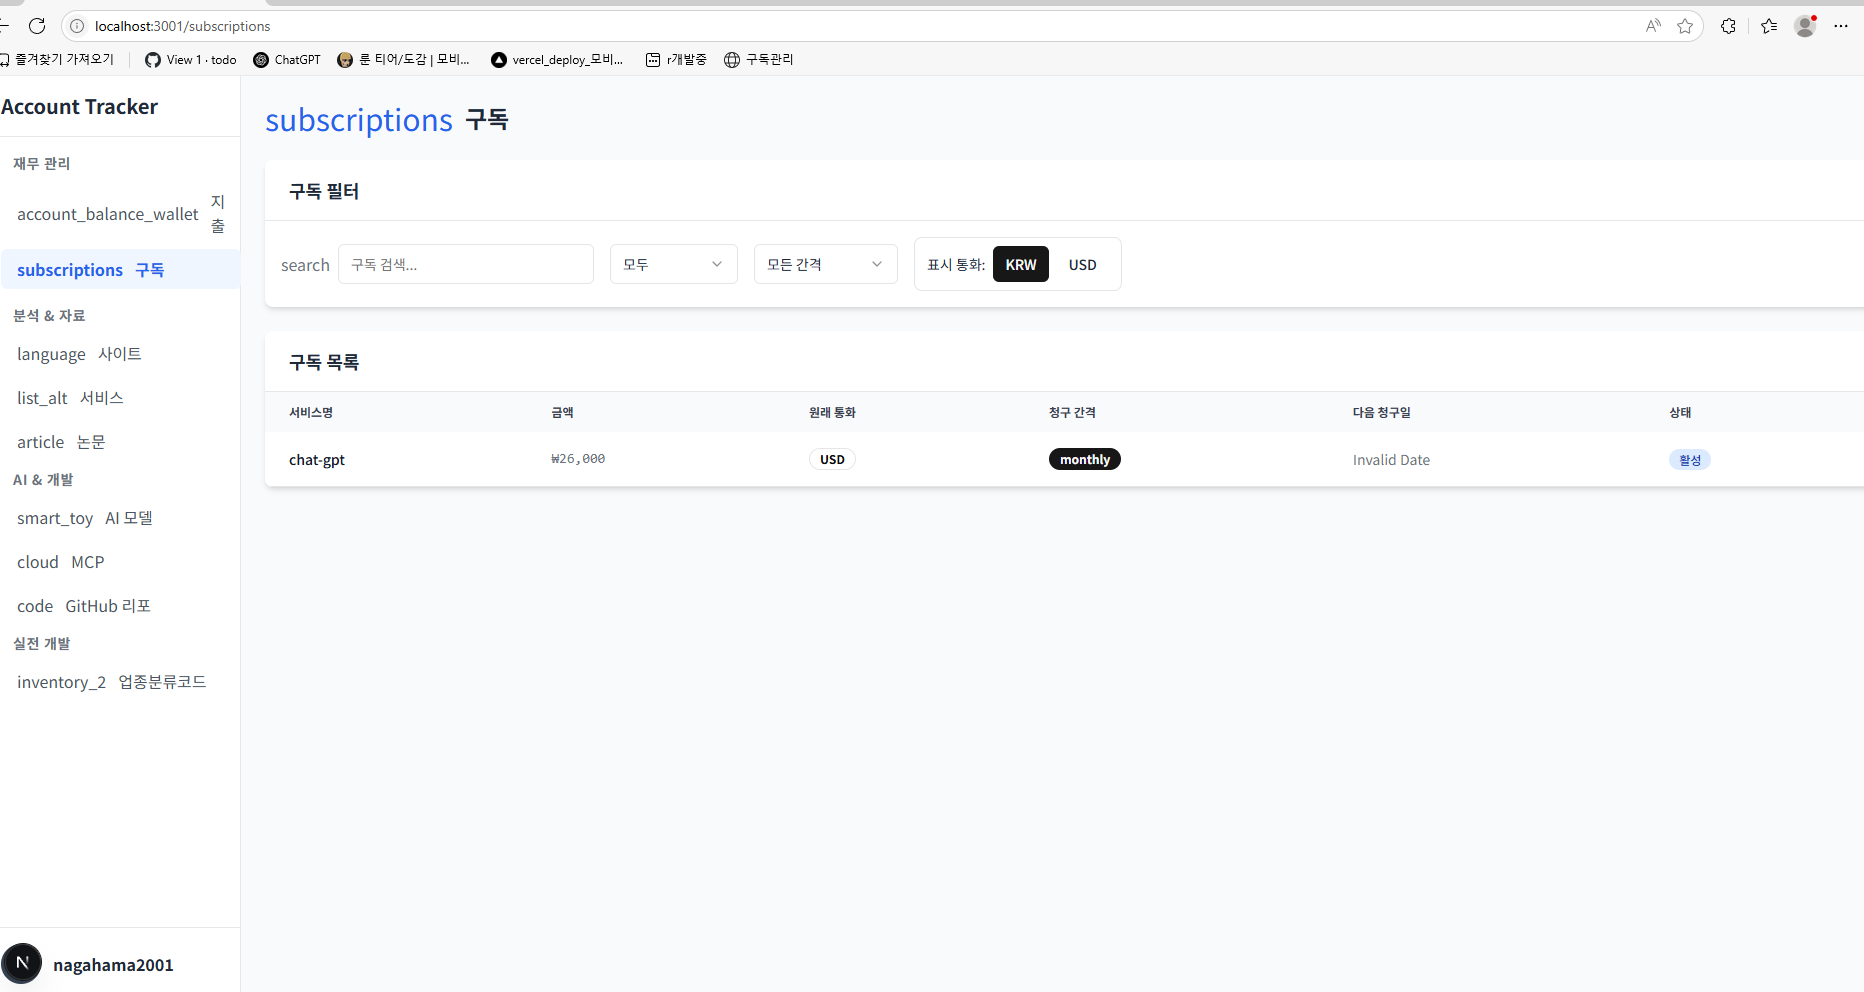 localhost:3001/subscriptions
즐겨찾기 가져오기 View 1 · todo ChatGPT 룬 티어/도감 | 모비... vercel_deploy_모비... r개발중 구독관리
Account Tracker
재무 관리
account_balance_wallet 지출
subscriptions 구독
분석 & 자료
language 사이트
list_alt 서비스
article 논문
AI & 개발
smart_toy AI 모델
cloud MCP
code GitHub 리포
실전 개발
inventory_2 업종분류코드
N nagahama2001
subscriptions 구독
구독 필터
search 구독 검색... 모두 모든 간격 표시 통화: KRW USD
구독 목록
서비스명 금액 원래 통화 청구 간격 다음 청구일 상태
chat-gpt ₩26,000 USD monthly Invalid Date 활성